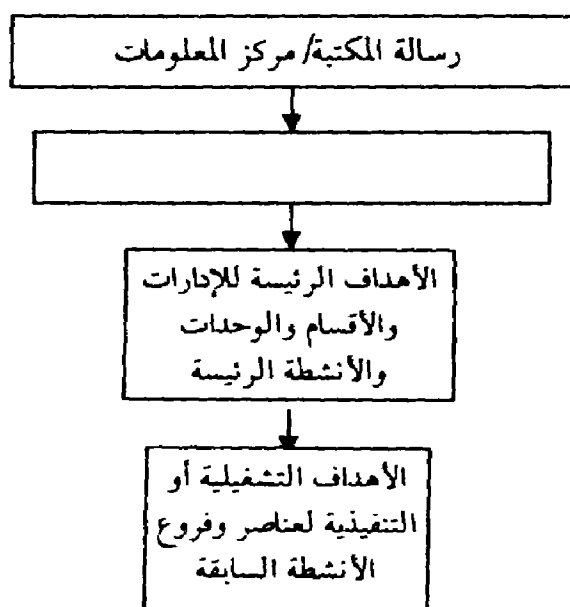 رسالة المكتبة/مركز المعلومات
الأهداف الرئيسة للإدارات
والأقسام والوحدات
والأنشطة الرئيسة
الأهداف التشغيلية أو
التنفيذية لعناصر وفروع
الأنشطة السابقة